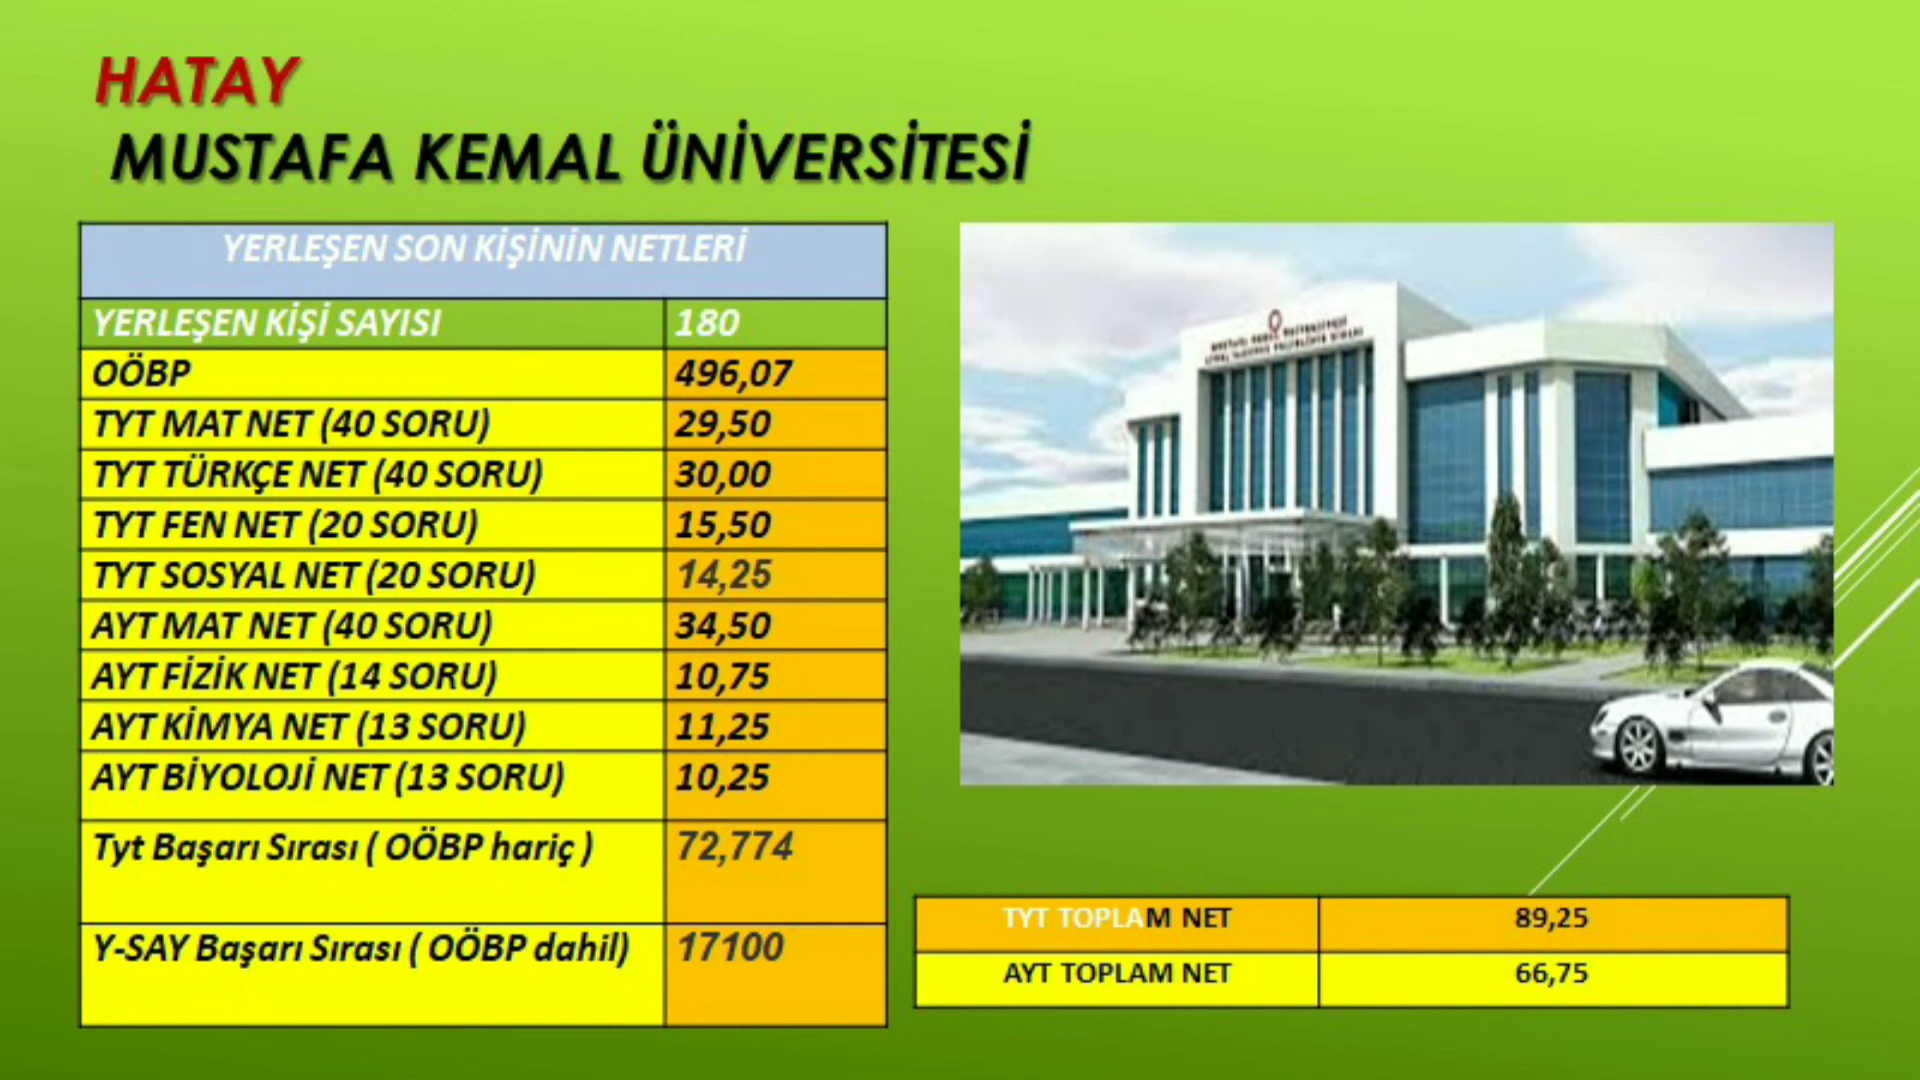 HATAY
MUSTAFA KEMAL ÜNİVERSİTESİ
YERLEŞEN SON KİŞİNİN NETLERİ
YERLEŞEN KİŞİ SAYISI 180
OÖBP 496,07
TYT MAT NET (40 SORU) 29,50
TYT TÜRKÇE NET (40 SORU) 30,00
TYT FEN NET (20 SORU) 15,50
TYT SOSYAL NET (20 SORU) 14,25
AYT MAT NET (40 SORU) 34,50
AYT FİZİK NET (14 SORU) 10,75
AYT KİMYA NET (13 SORU) 11,25
AYT BİYOLOJİ NET (13 SORU) 10,25
Tyt Başarı Sırası ( OÖBP hariç ) 72,774
Y-SAY Başarı Sırası ( OÖBP dahil) 17100
TYT TOPLAM NET 89,25
AYT TOPLAM NET 66,75